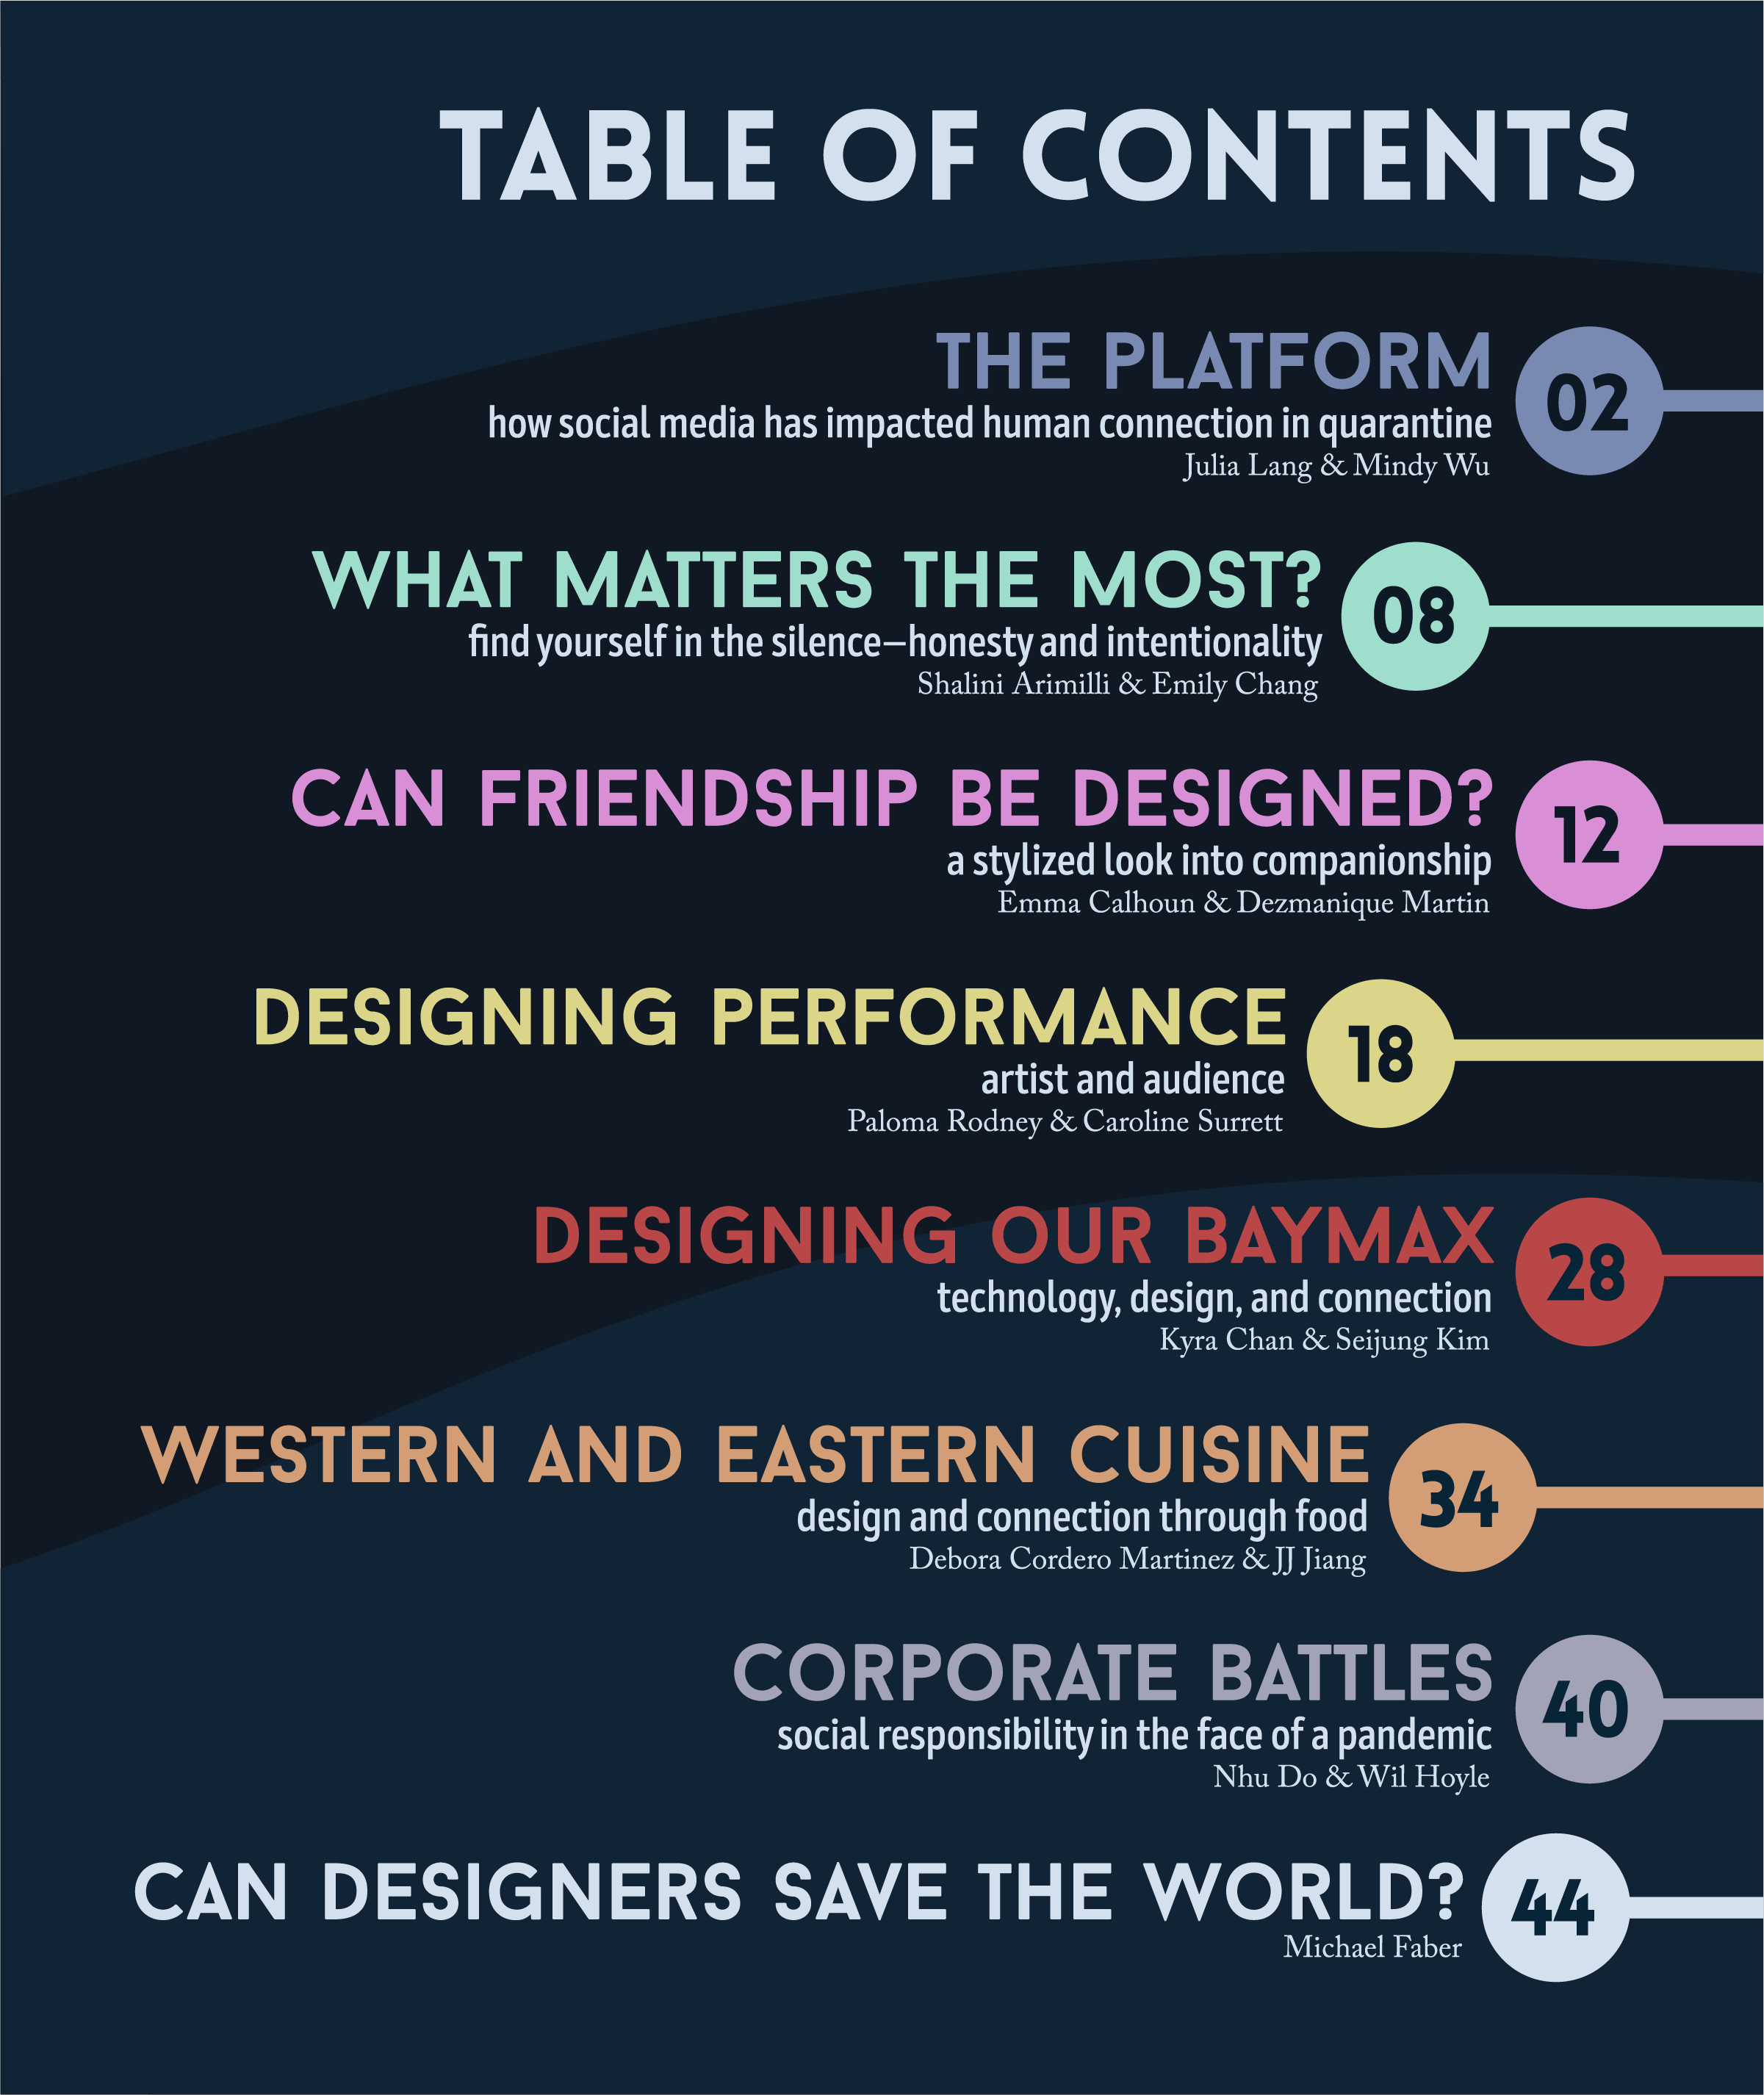 TABLE OF CONTENTS
THE PLATFORM
02
how social media has impacted human connection in quarantine
Julia Lang & Mindy Wu
WHAT MATTERS THE MOST?
08
find yourself in the silence—honesty and intentionality
Shalini Arimilli & Emily Chang
CAN FRIENDSHIP BE DESIGNED?
12
a stylized look into companionship
Emma Calhoun & Dezmanique Martin
DESIGNING PERFORMANCE
18
artist and audience
Paloma Rodney & Caroline Surrett
DESIGNING OUR BAYMAX
28
technology, design, and connection
Kyra Chan & Seijung Kim
WESTERN AND EASTERN CUISINE
34
design and connection through food
Debora Cordero Martinez & JJ Jiang
CORPORATE BATTLES
40
social responsibility in the face of a pandemic
Nhu Do & Wil Hoyle
CAN DESIGNERS SAVE THE WORLD?
44
Michael Faber